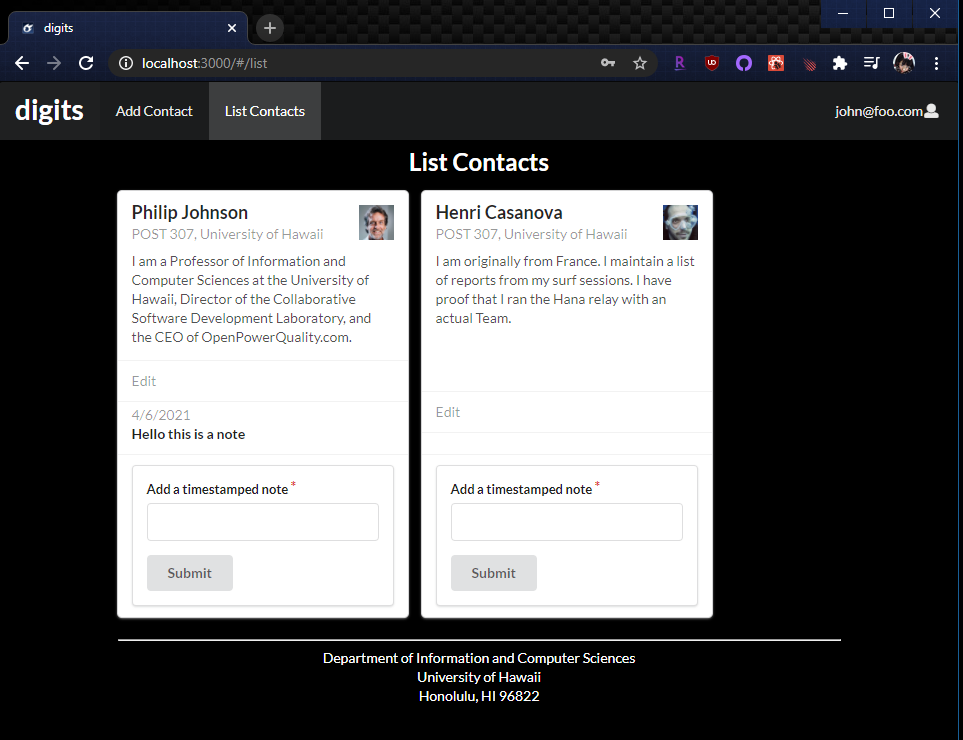 digits
localhost:3000/#/list
digits
Add Contact
List Contacts
john@foo.com
List Contacts
Philip Johnson
POST 307, University of Hawaii
I am a Professor of Information and
Computer Sciences at the University of
Hawaii, Director of the Collaborative
Software Development Laboratory, and
the CEO of OpenPowerQuality.com.
Edit
4/6/2021
Hello this is a note
Add a timestamped note *
Submit
Henri Casanova
POST 307, University of Hawaii
I am originally from France. I maintain a list
of reports from my surf sessions. I have
proof that I ran the Hana relay with an
actual Team.
Edit
Add a timestamped note *
Submit
Department of Information and Computer Sciences
University of Hawaii
Honolulu, HI 96822